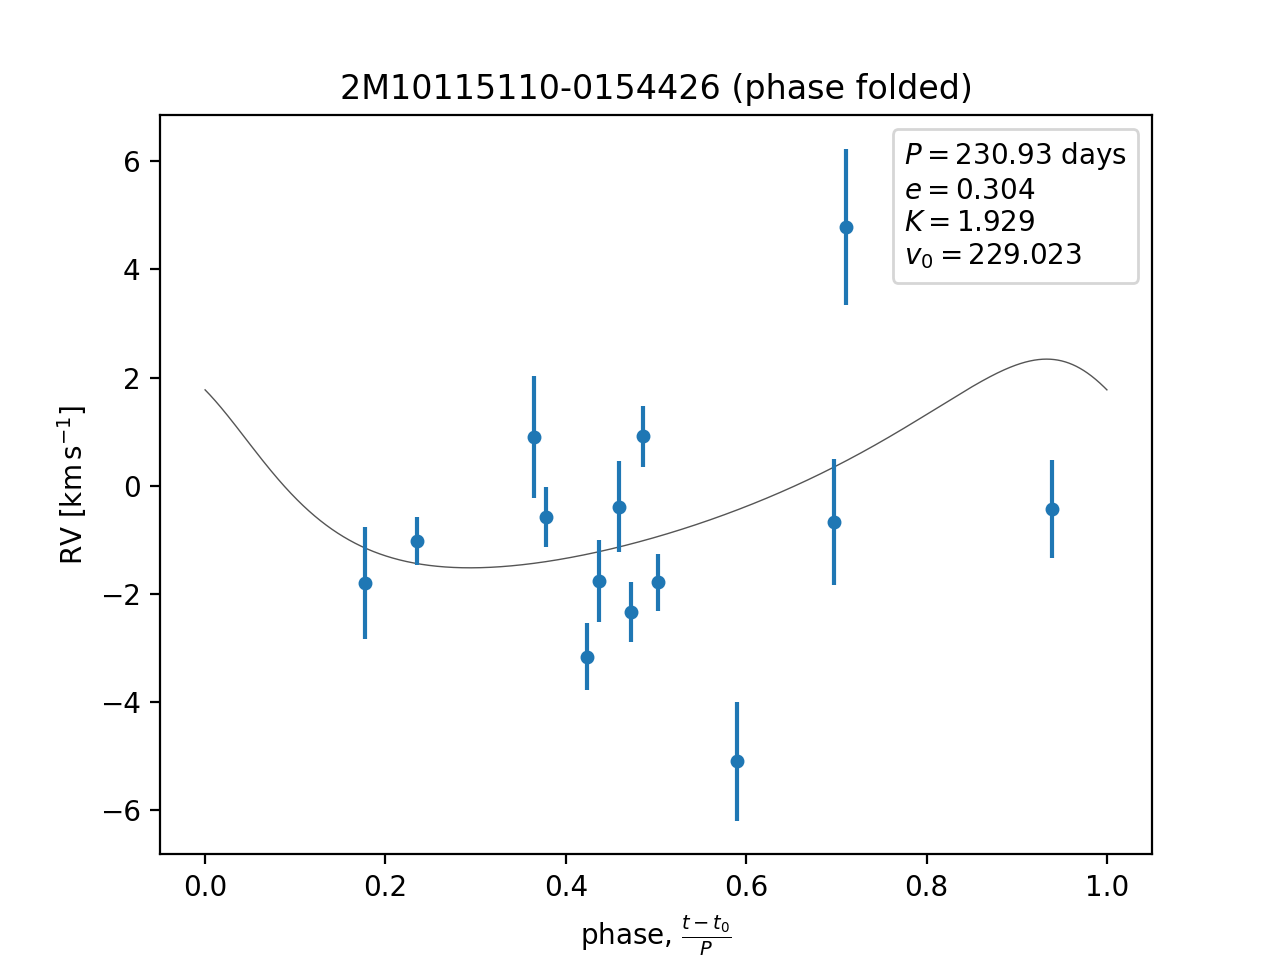 2M10115110-0154426 (phase folded)
P = 230.93 days
e = 0.304
K = 1.929
v₀ = 229.023
6
4
2
0
−2
−4
−6
RV [km s⁻¹]
0.0 0.2 0.4 0.6 0.8 1.0
phase, (t − t₀)/P